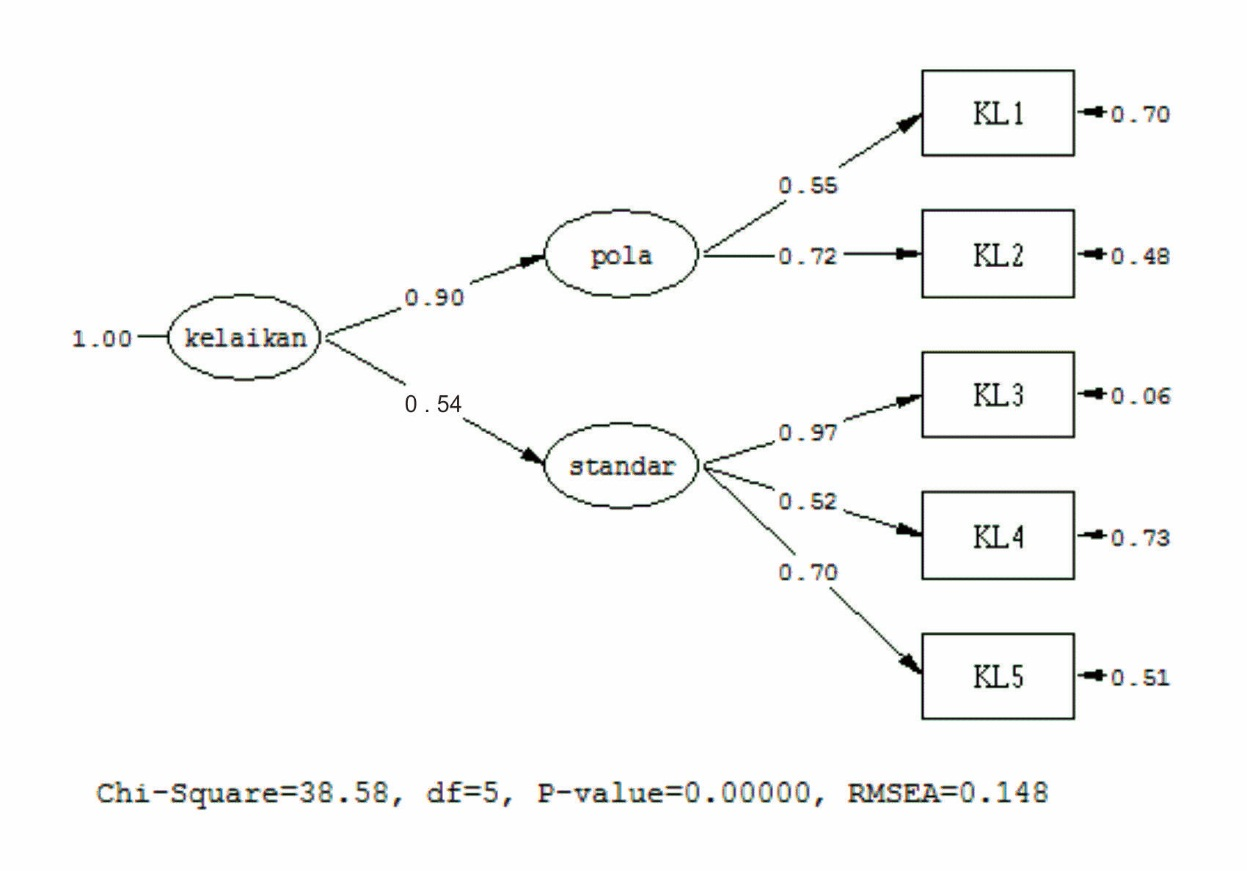 KL1
0.70
0.55
pola
0.72
KL2
0.48
0.90
1.00
kelaikan
0.54
standar
0.97
KL3
0.06
0.52
KL4
0.73
0.70
KL5
0.51
Chi-Square=38.58, df=5, P-value=0.00000, RMSEA=0.148